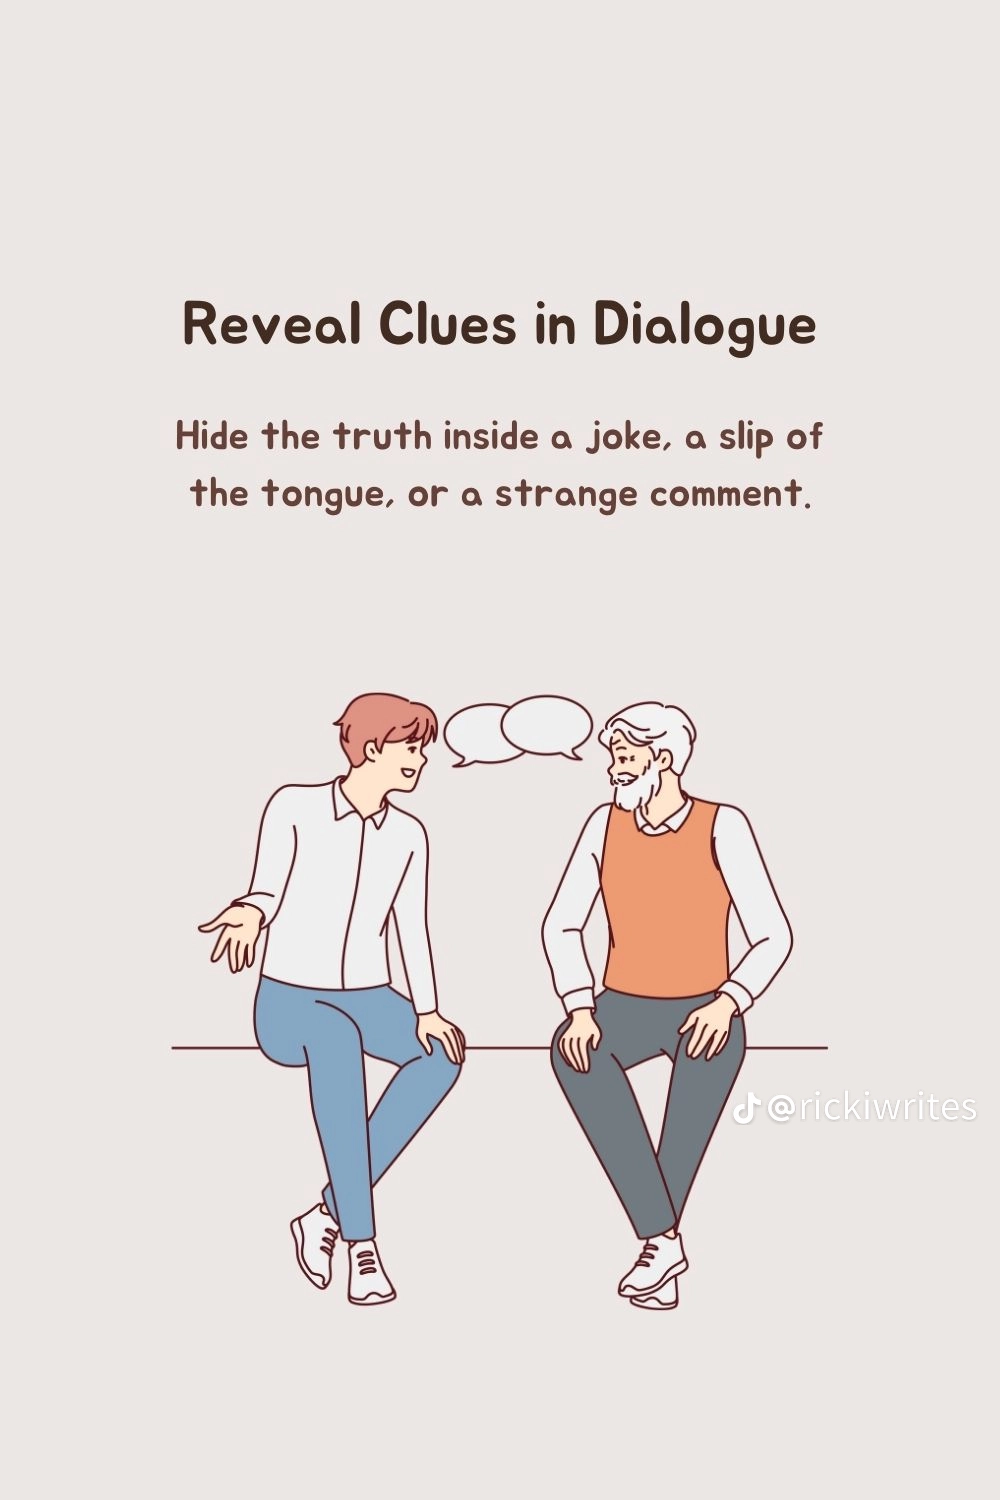 Reveal Clues in Dialogue
Hide the truth inside a joke, a slip of
the tongue, or a strange comment.
@rickiwrites